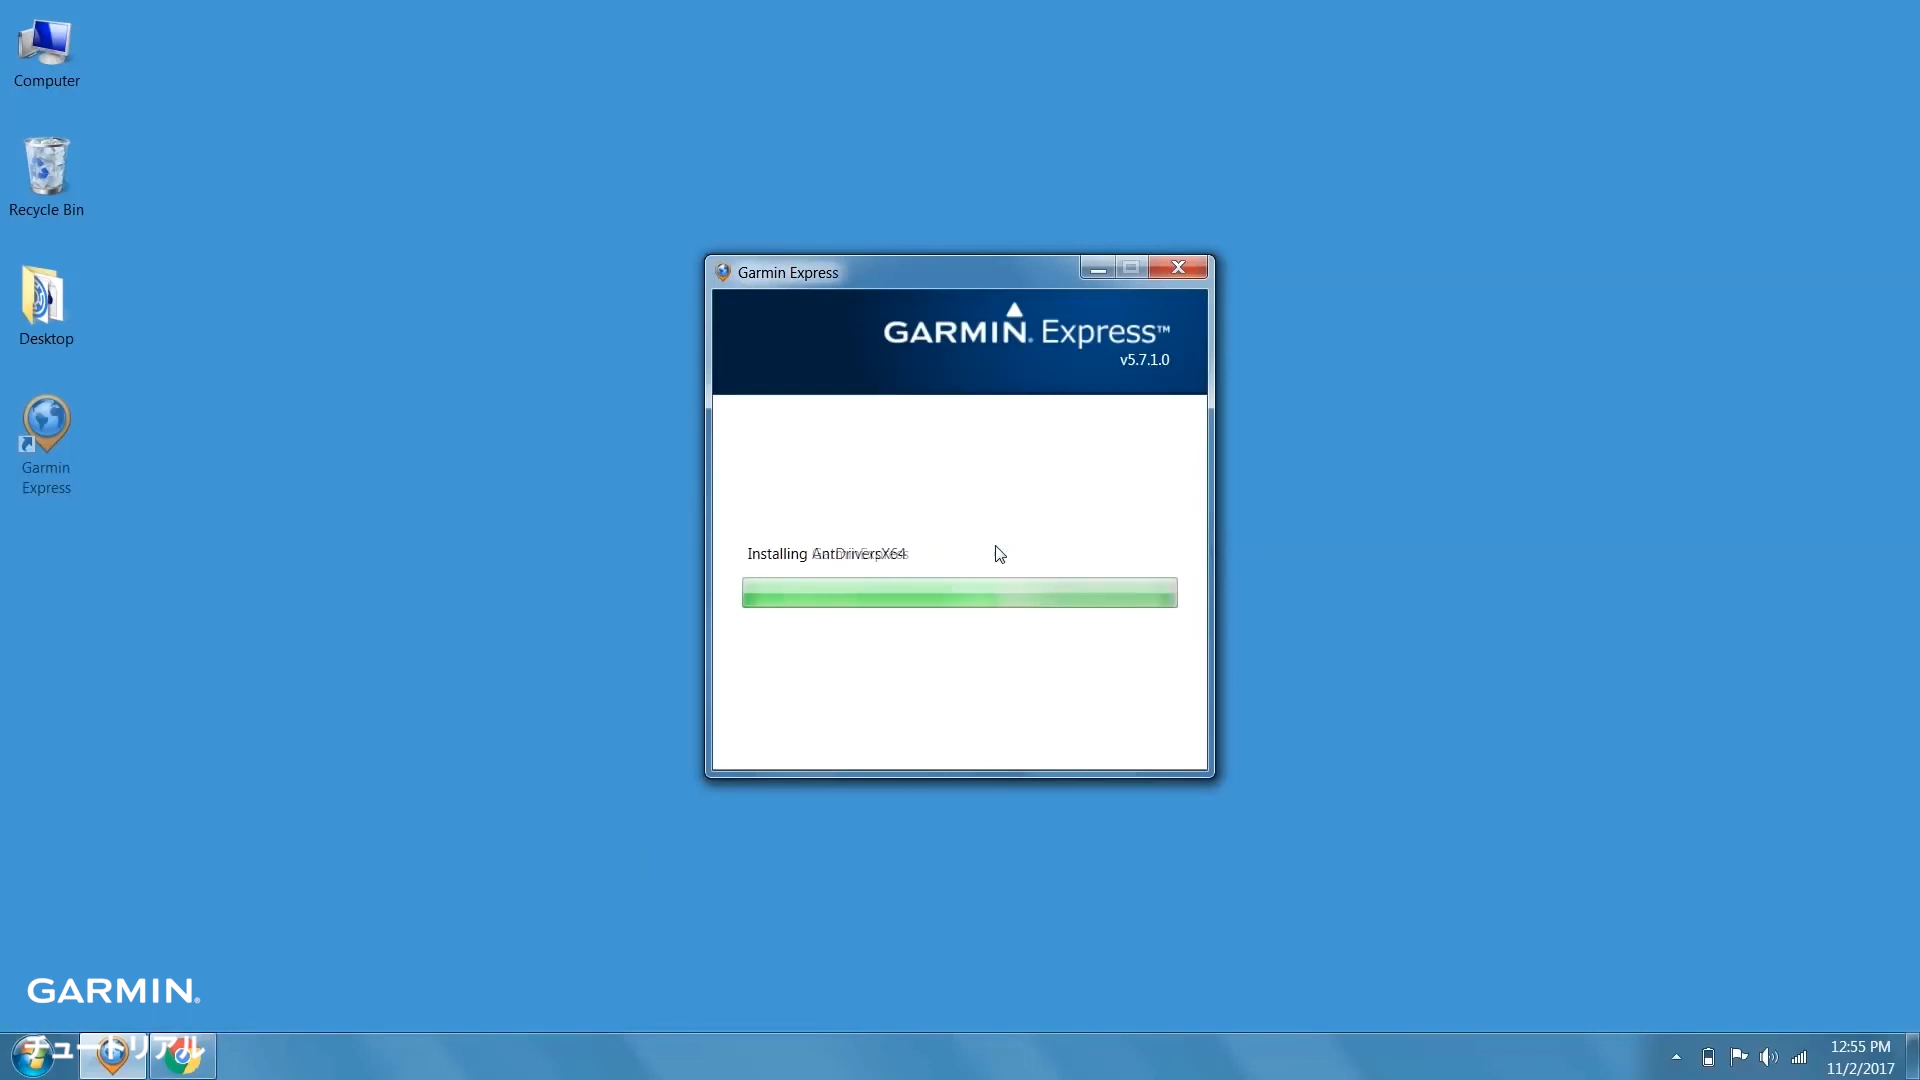 Computer
Recycle Bin
Desktop
Garmin
Express
Garmin Express
GARMIN. Express™
v5.7.1.0
Installing AntDriversX64
GARMIN.
チュートリアル
12:55 PM
11/2/2017